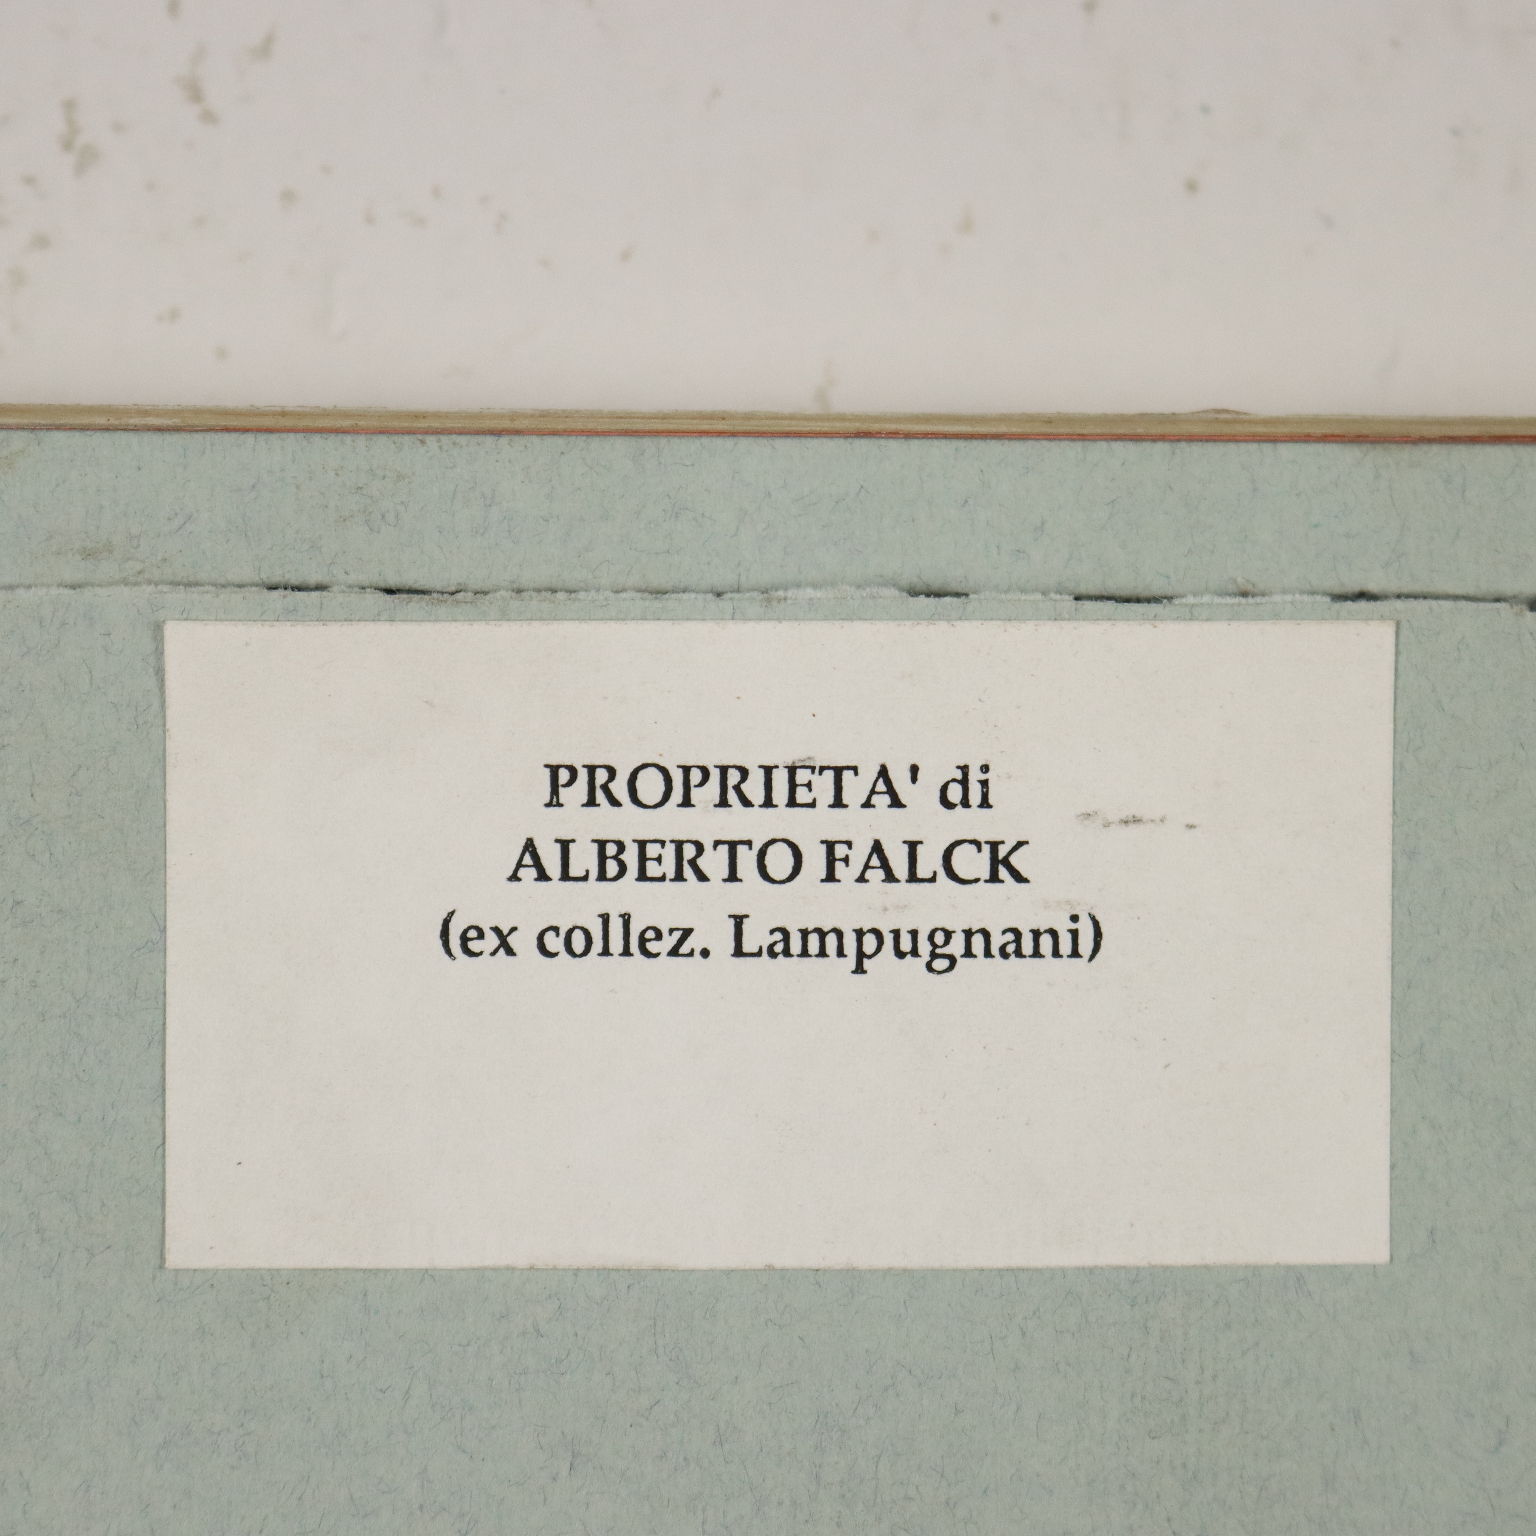 PROPRIETA' di
ALBERTO FALCK
(ex collez. Lampugnani)